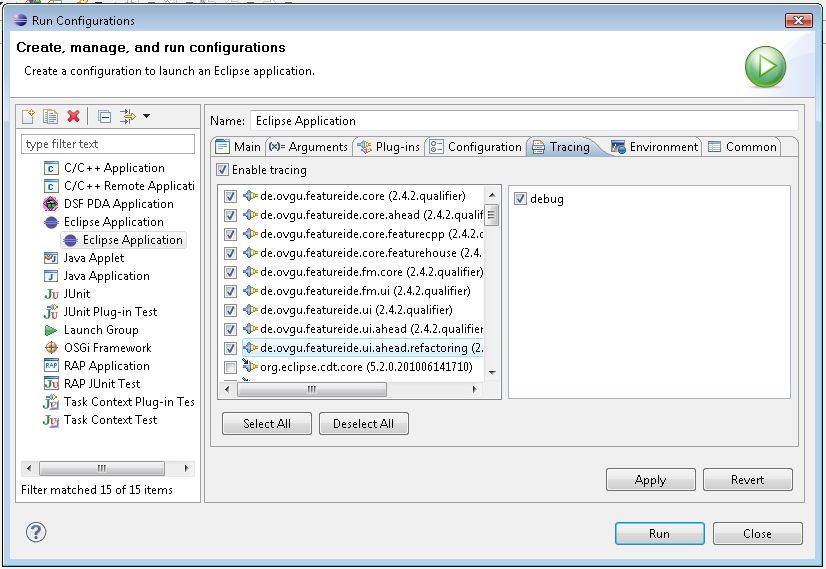 Run Configurations
Create, manage, and run configurations
Create a configuration to launch an Eclipse application.
type filter text
C/C++ Application
C/C++ Remote Applicati
DSF PDA Application
Eclipse Application
Eclipse Application
Java Applet
Java Application
JUnit
JUnit Plug-in Test
Launch Group
OSGi Framework
RAP Application
RAP JUnit Test
Task Context Plug-in Tes
Task Context Test
Filter matched 15 of 15 items
Name: Eclipse Application
Main (x)= Arguments Plug-ins Configuration Tracing Environment Common
Enable tracing
de.ovgu.featureide.core (2.4.2.qualifier)
de.ovgu.featureide.core.ahead (2.4.2.qualif
de.ovgu.featureide.core.featurecpp (2.4.2.c
de.ovgu.featureide.core.featurehouse (2.4.
de.ovgu.featureide.fm.core (2.4.2.qualifier)
de.ovgu.featureide.fm.ui (2.4.2.qualifier)
de.ovgu.featureide.ui (2.4.2.qualifier)
de.ovgu.featureide.ui.ahead (2.4.2.qualifier
de.ovgu.featureide.ui.ahead.refactoring (2.
org.eclipse.cdt.core (5.2.0.201006141710)
debug
Select All Deselect All
Apply Revert
Run Close